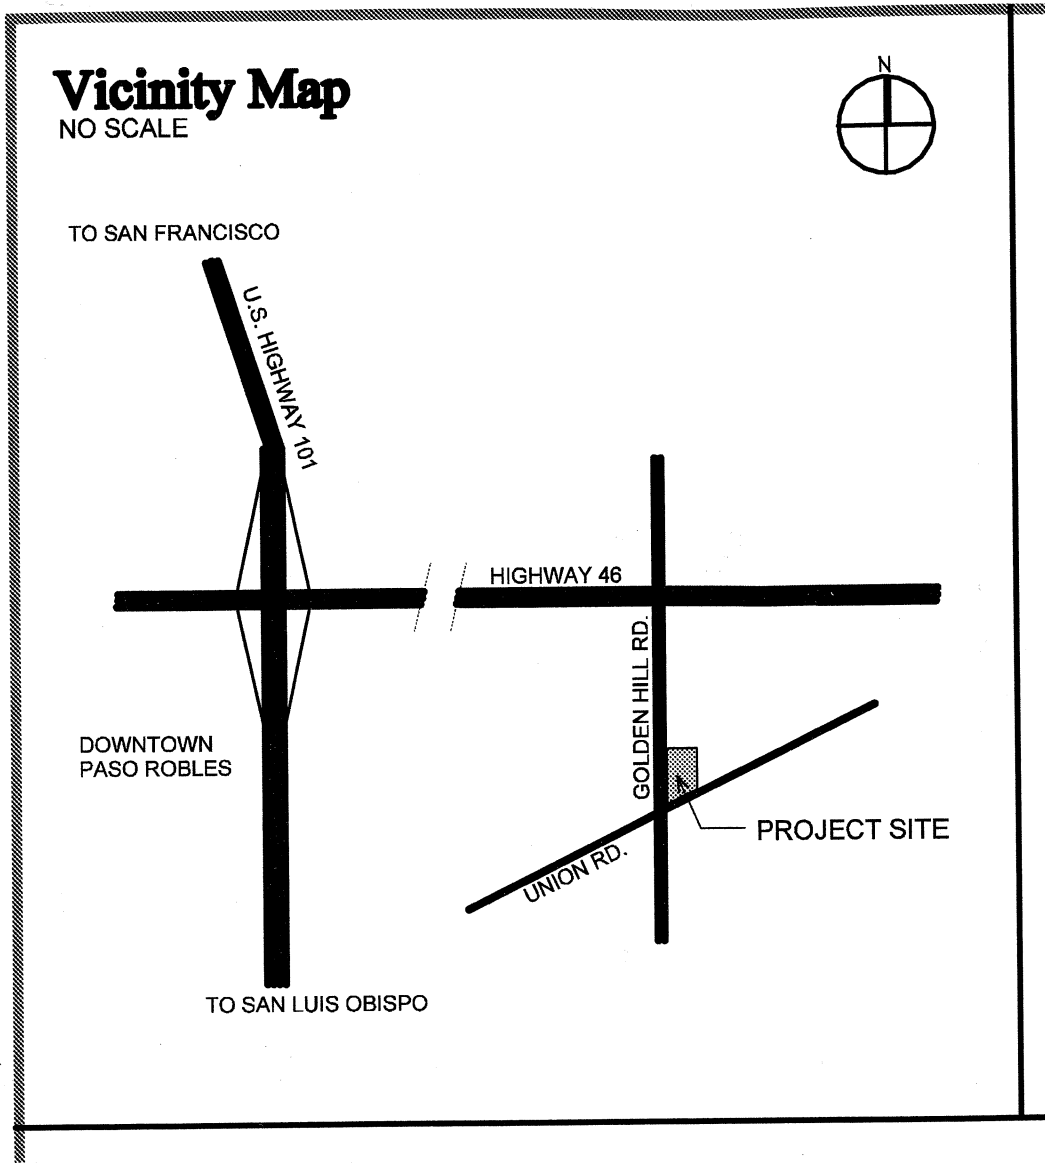 Vicinity Map
NO SCALE
N
TO SAN FRANCISCO
U.S. HIGHWAY 101
HIGHWAY 46
GOLDEN HILL RD.
DOWNTOWN
PASO ROBLES
PROJECT SITE
UNION RD.
TO SAN LUIS OBISPO